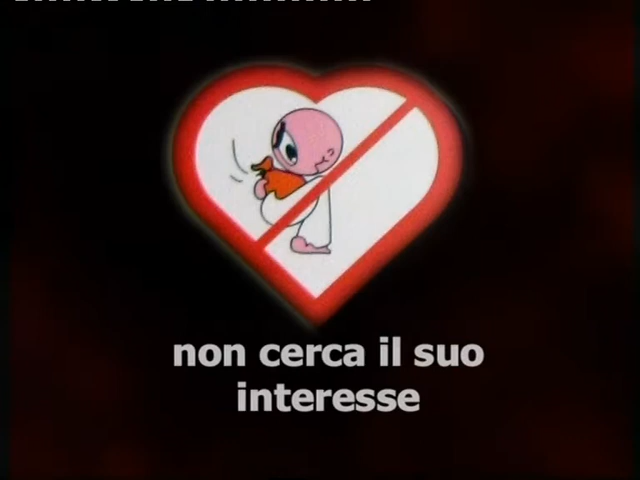 non cerca il suo
interesse